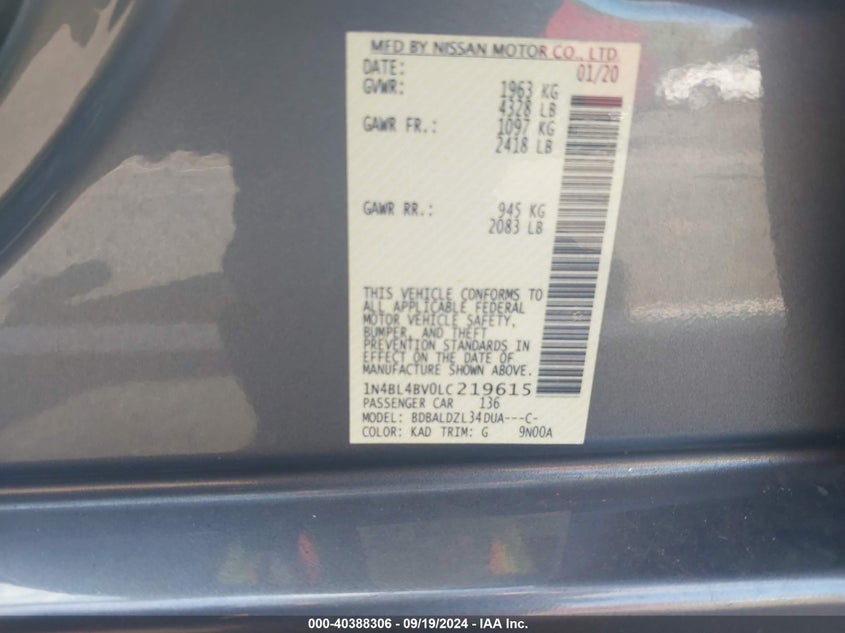 MFD BY NISSAN MOTOR CO., LTD.
DATE: 01/20
GVWR: 1963 KG
4328 LB
GAWR FR.: 1097 KG
2418 LB
GAWR RR.: 945 KG
2083 LB
THIS VEHICLE CONFORMS TO
ALL APPLICABLE FEDERAL
MOTOR VEHICLE SAFETY,
BUMPER, AND THEFT
PREVENTION STANDARDS IN
EFFECT ON THE DATE OF
MANUFACTURE SHOWN ABOVE.
1N4BL4BV0LC219615
PASSENGER CAR 136
MODEL: BDBALDZL34DUA---C-
COLOR: KAD TRIM: G 9N00A
000-40388306 - 09/19/2024 - IAA Inc.